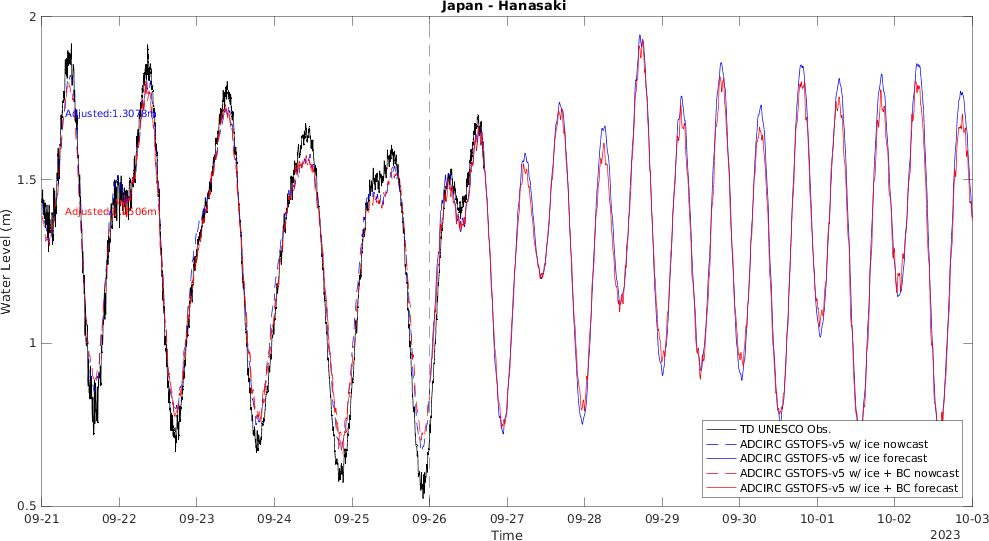 Japan - Hanasaki
2
1.5
1
0.5
Water Level (m)
Adjusted:1.3078m
09-21
09-22
09-23
09-24
09-25
09-26
09-27
09-28
09-29
09-30
10-01
10-02
10-03
Time
2023
TD UNESCO Obs.
ADCIRC GSTOFS-v5 w/ ice nowcast
ADCIRC GSTOFS-v5 w/ ice forecast
ADCIRC GSTOFS-v5 w/ ice + BC nowcast
ADCIRC GSTOFS-v5 w/ ice + BC forecast